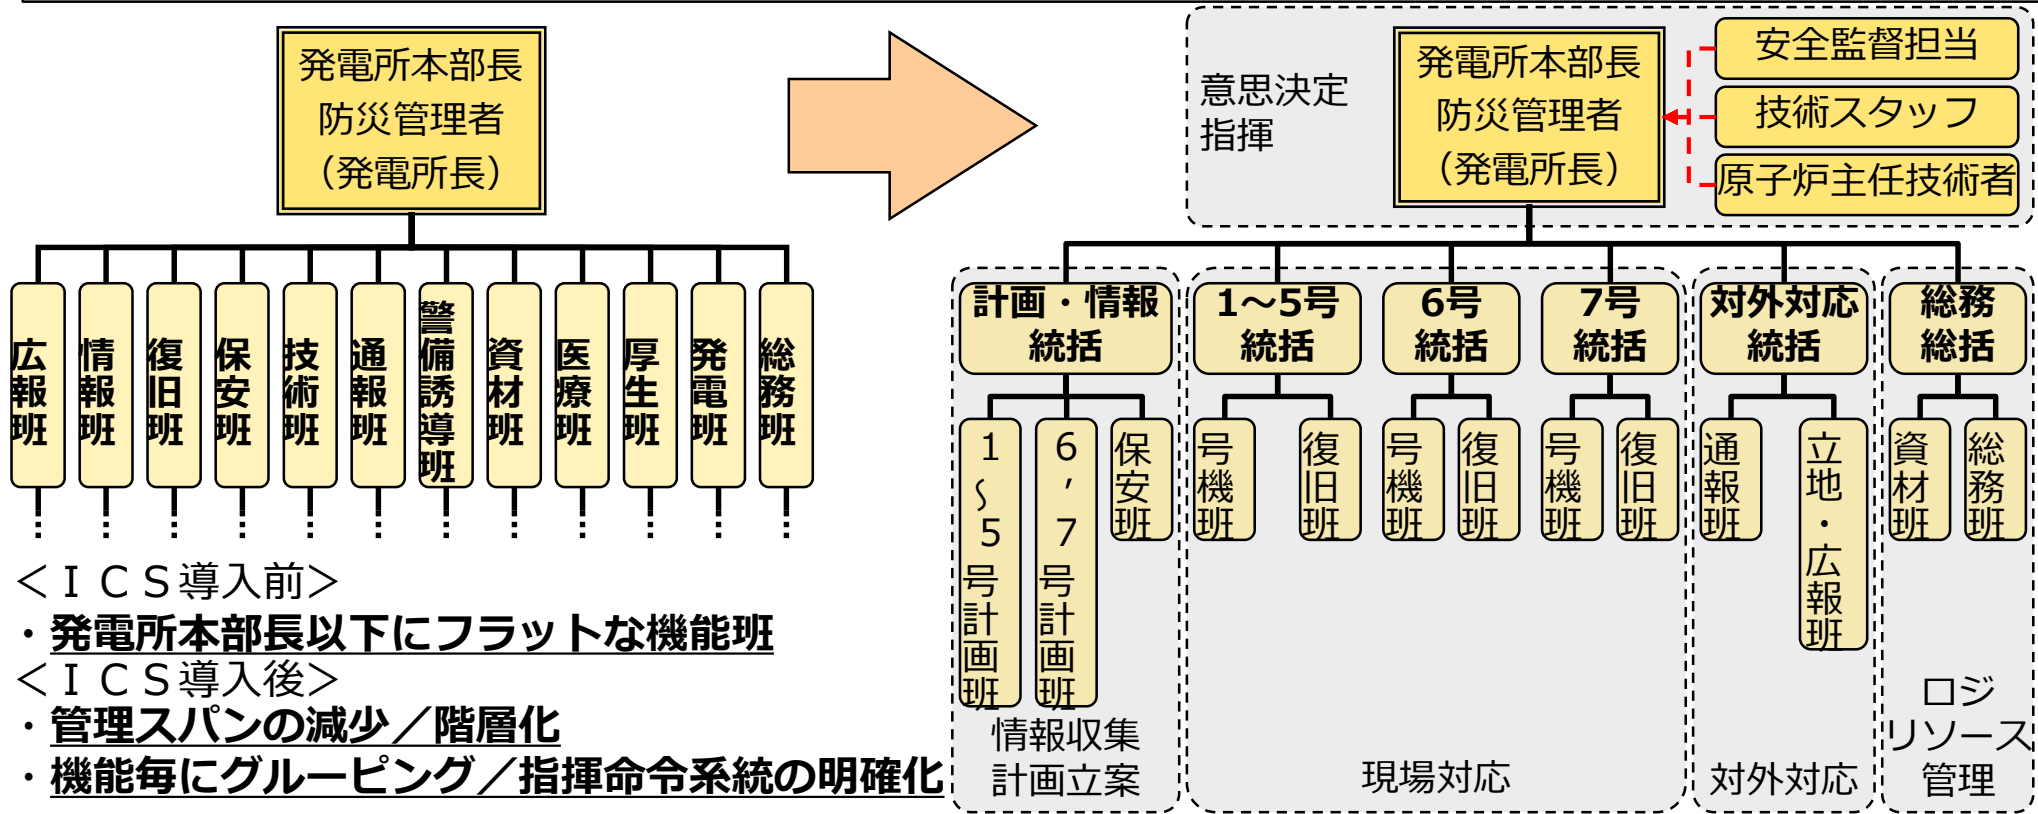 発電所本部長
防災管理者
（発電所長）
広報班
情報班
復旧班
保安班
技術班
通報班
警備誘導班
資材班
医療班
厚生班
発電班
総務班
＜ＩＣＳ導入前＞
・発電所本部長以下にフラットな機能班
＜ＩＣＳ導入後＞
・管理スパンの減少／階層化
・機能毎にグルーピング／指揮命令系統の明確化
意思決定
指揮
発電所本部長
防災管理者
（発電所長）
安全監督担当
技術スタッフ
原子炉主任技術者
計画・情報
統括
1～5号
統括
6号
統括
7号
統括
対外対応
統括
総務
総括
1～5号計画班
6，7号計画班
保安班
号機班
復旧班
号機班
復旧班
号機班
復旧班
通報班
立地・広報班
資材班
総務班
情報収集
計画立案
現場対応
対外対応
ロジ
リソース
管理